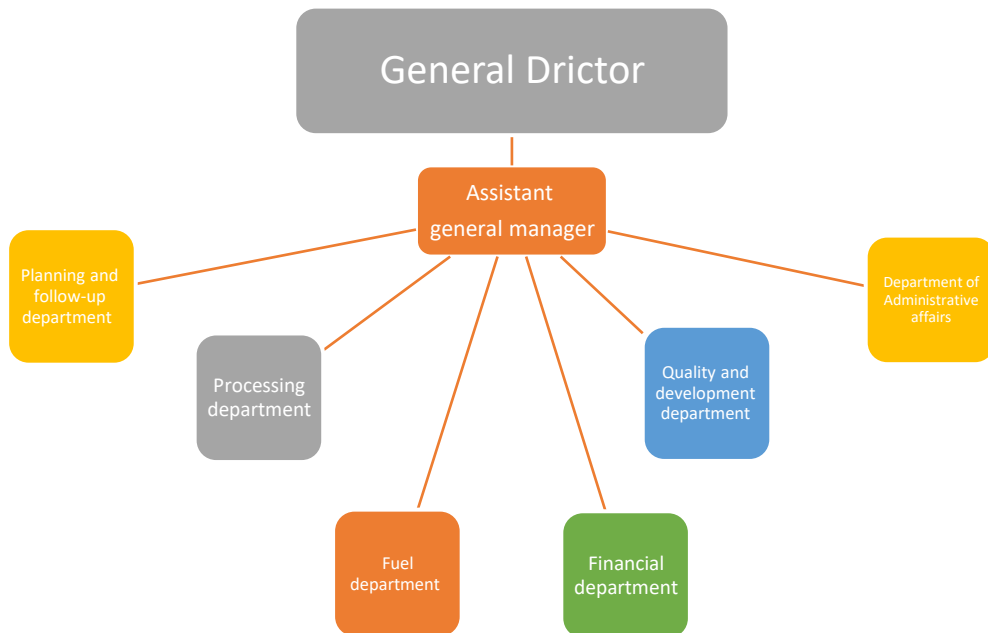 General Drictor
Assistant
general manager
Planning and
follow-up
department
Department of
Administrative
affairs
Processing
department
Quality and
development
department
Fuel
department
Financial
department